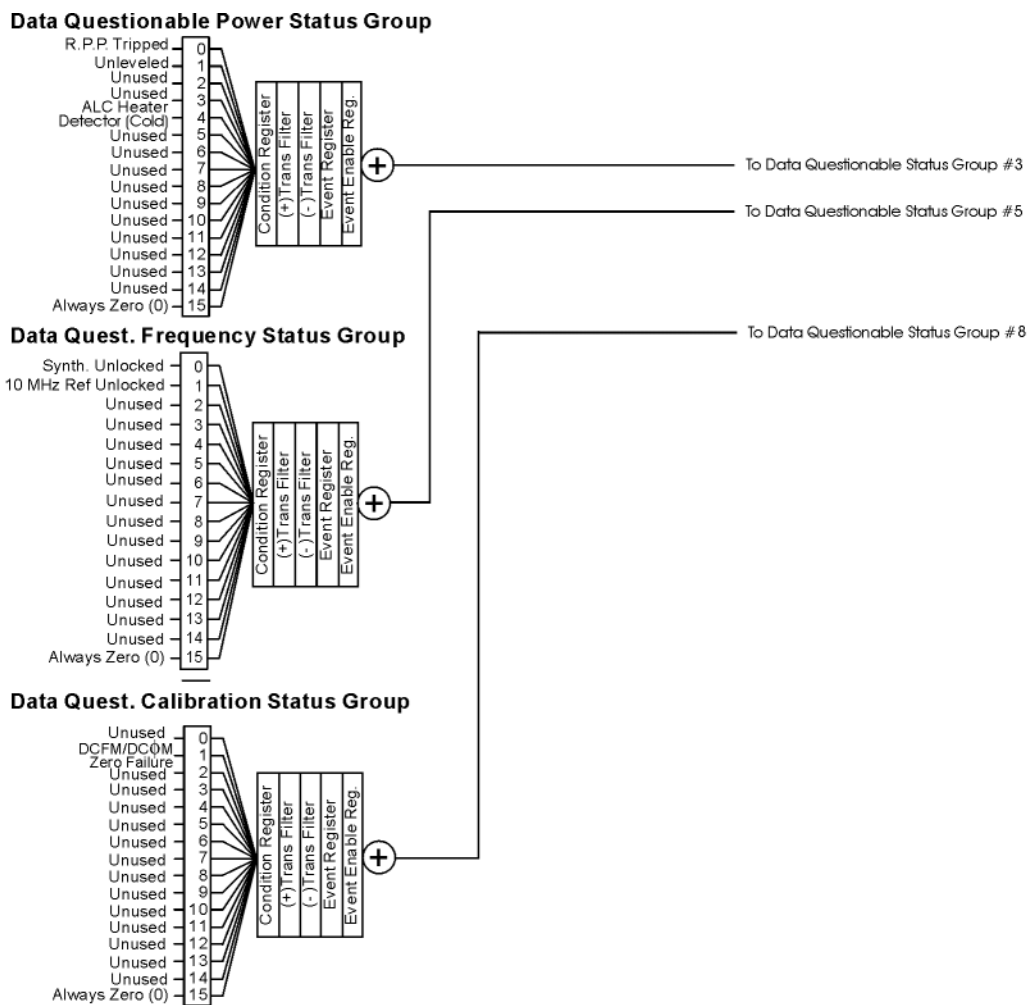 Data Questionable Power Status Group
R.P.P. Tripped 0
Unleveled 1
Unused 2
Unused 3
ALC Heater
Detector (Cold) 4
Unused 5
Unused 6
Unused 7
Unused 8
Unused 9
Unused 10
Unused 11
Unused 12
Unused 13
Unused 14
Always Zero (0) 15
Condition Register
(+)Trans Filter
(-)Trans Filter
Event Register
Event Enable Reg.
+
To Data Questionable Status Group #3
To Data Questionable Status Group #5
To Data Questionable Status Group #8
Data Quest. Frequency Status Group
Synth. Unlocked 0
10 MHz Ref Unlocked 1
Unused 2
Unused 3
Unused 4
Unused 5
Unused 6
Unused 7
Unused 8
Unused 9
Unused 10
Unused 11
Unused 12
Unused 13
Unused 14
Always Zero (0) 15
Condition Register
(+)Trans Filter
(-)Trans Filter
Event Register
Event Enable Reg.
+
Data Quest. Calibration Status Group
Unused 0
DCFM/DCϕM
Zero Failure 1
Unused 2
Unused 3
Unused 4
Unused 5
Unused 6
Unused 7
Unused 8
Unused 9
Unused 10
Unused 11
Unused 12
Unused 13
Unused 14
Always Zero (0) 15
Condition Register
(+)Trans Filter
(-)Trans Filter
Event Register
Event Enable Reg.
+